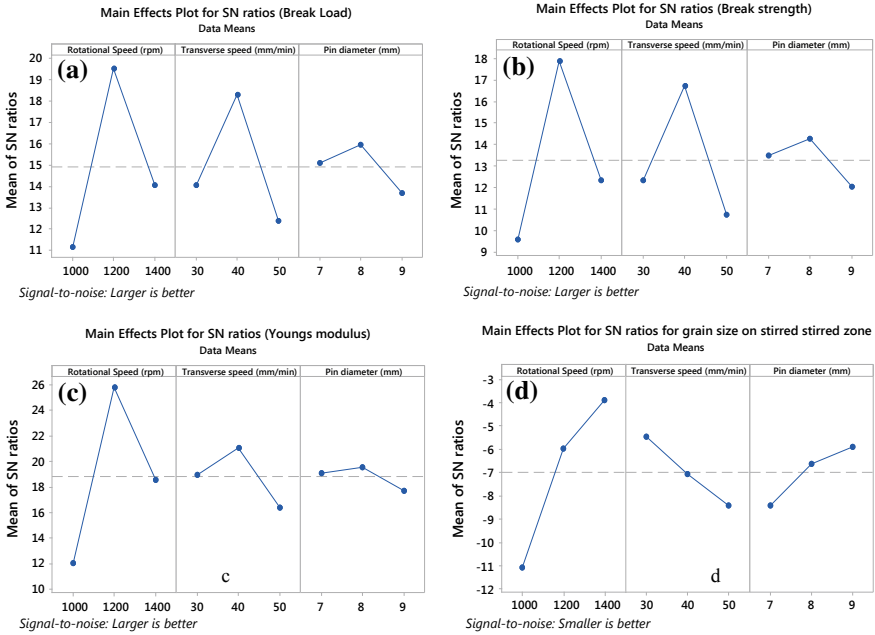 Main Effects Plot for SN ratios (Break Load)
Data Means
Rotational Speed (rpm) Transverse speed (mm/min) Pin diameter (mm)
(a)
Mean of SN ratios
20
19
18
17
16
15
14
13
12
11
1000 1200 1400 30 40 50 7 8 9
Signal-to-noise: Larger is better
Main Effects Plot for SN ratios (Break strength)
Data Means
Rotational Speed (rpm) Transverse speed (mm/min) Pin diameter (mm)
(b)
Mean of SN ratios
18
17
16
15
14
13
12
11
10
9
1000 1200 1400 30 40 50 7 8 9
Signal-to-noise: Larger is better
Main Effects Plot for SN ratios (Youngs modulus)
Data Means
Rotational Speed (rpm) Transverse speed (mm/min) Pin diameter (mm)
(c)
Mean of SN ratios
26
24
22
20
18
16
14
12
10
c
1000 1200 1400 30 40 50 7 8 9
Signal-to-noise: Larger is better
Main Effects Plot for SN ratios for grain size on stirred stirred zone
Data Means
Rotational Speed (rpm) Transverse speed (mm/min) Pin diameter (mm)
(d)
Mean of SN ratios
-3
-4
-5
-6
-7
-8
-9
-10
-11
-12
d
1000 1200 1400 30 40 50 7 8 9
Signal-to-noise: Smaller is better